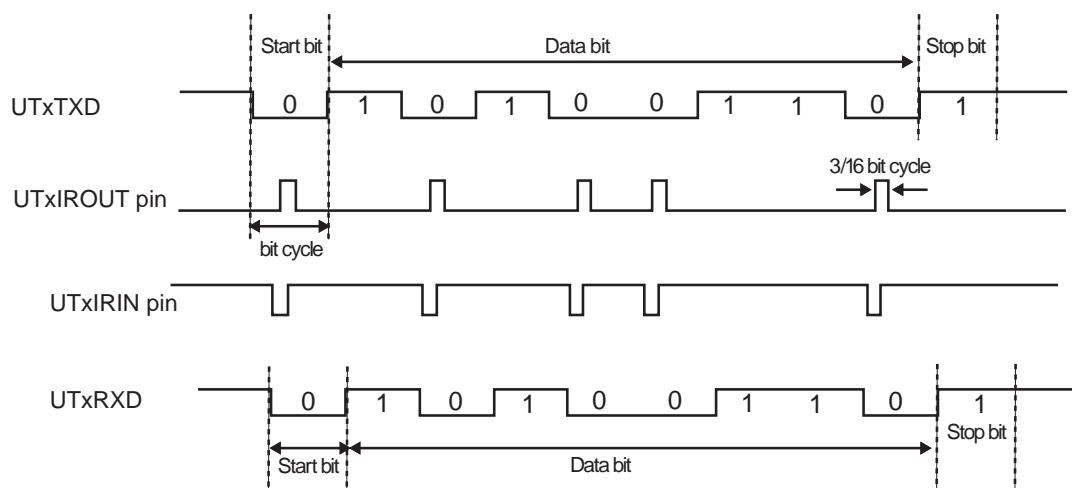 Start bit
Data bit
Stop bit
UTxTXD
0 1 0 1 0 0 1 1 0 1
3/16 bit cycle
UTxIROUT pin
bit cycle
UTxIRIN pin
UTxRXD
0 1 0 1 0 0 1 1 0 1
Stop bit
Start bit
Data bit